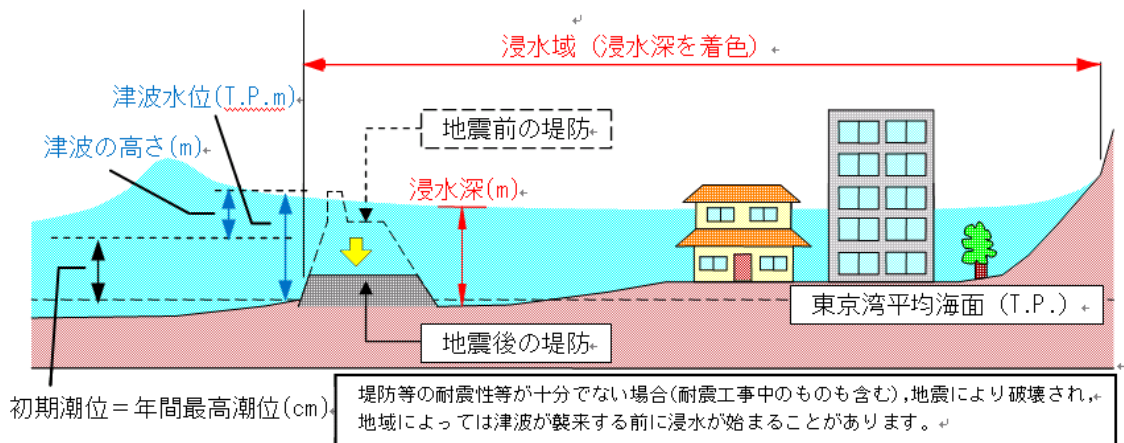 浸水域（浸水深を着色）
津波水位(T.P.m)
地震前の堤防
津波の高さ(m)
浸水深(m)
東京湾平均海面（T.P.）
地震後の堤防
初期潮位＝年間最高潮位(cm)
堤防等の耐震性等が十分でない場合(耐震工事中のものも含む),地震により破壊され,
地域によっては津波が襲来する前に浸水が始まることがあります。